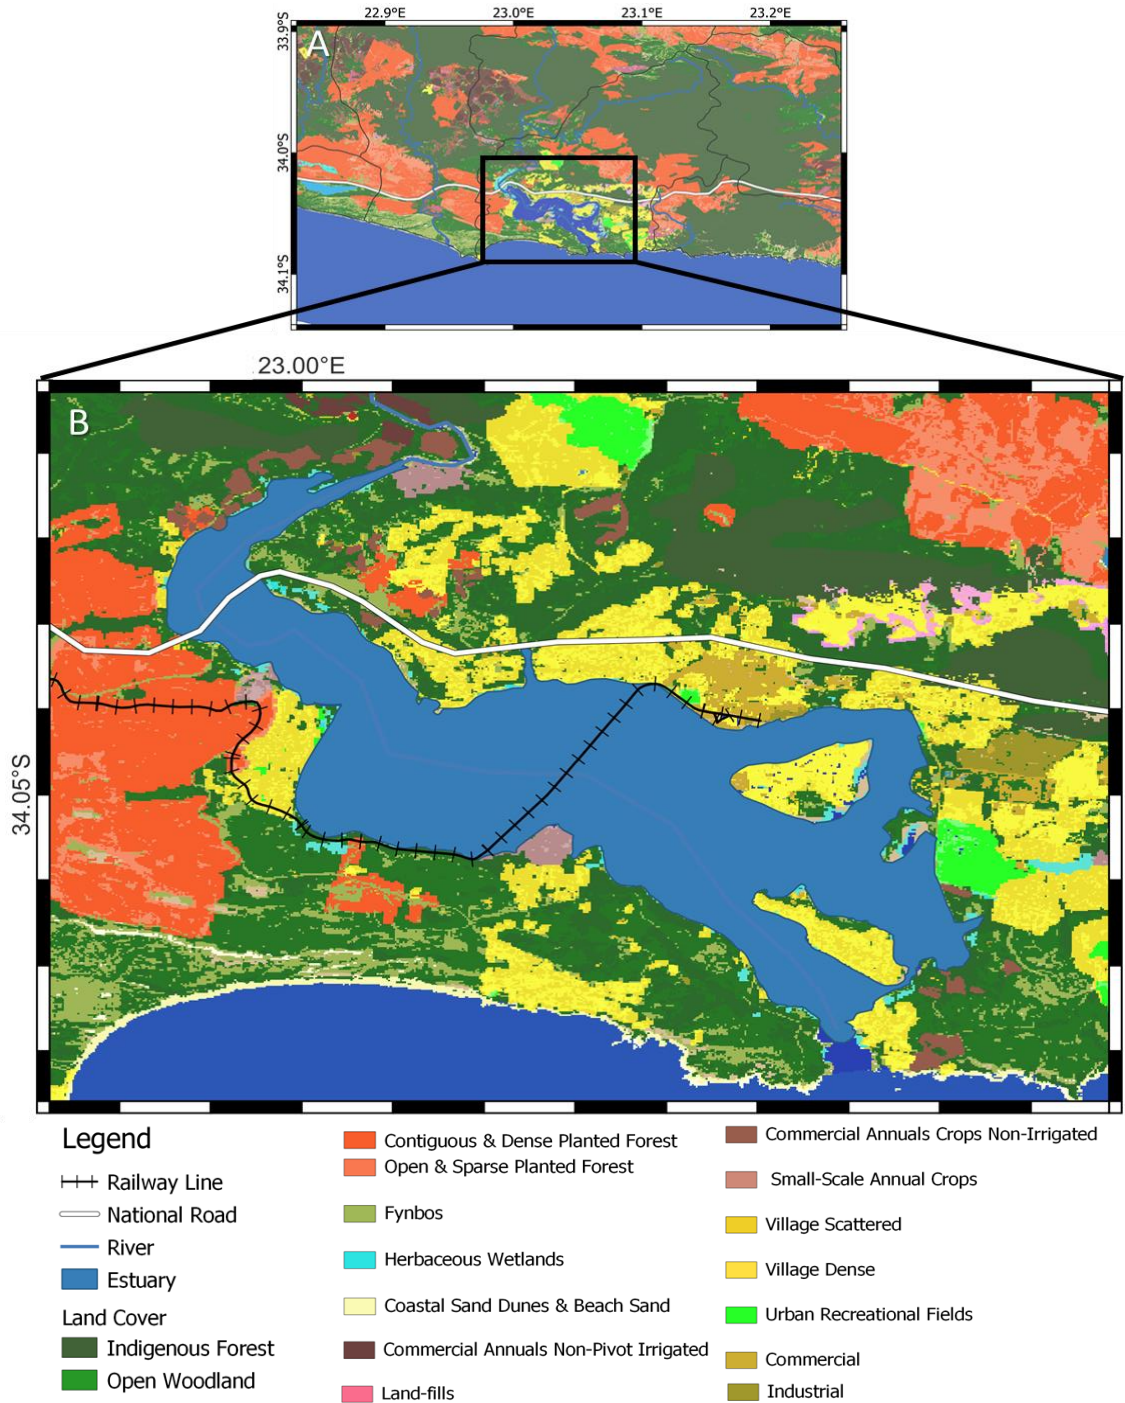 22.9°E 23.0°E 23.1°E 23.2°E
33.9°S
A
34.0°S
34.1°S
23.00°E
B
34.05°S
Legend
Railway Line
National Road
River
Estuary
Land Cover
Indigenous Forest
Open Woodland
Contiguous & Dense Planted Forest
Open & Sparse Planted Forest
Fynbos
Herbaceous Wetlands
Coastal Sand Dunes & Beach Sand
Commercial Annuals Non-Pivot Irrigated
Land-fills
Commercial Annuals Crops Non-Irrigated
Small-Scale Annual Crops
Village Scattered
Village Dense
Urban Recreational Fields
Commercial
Industrial